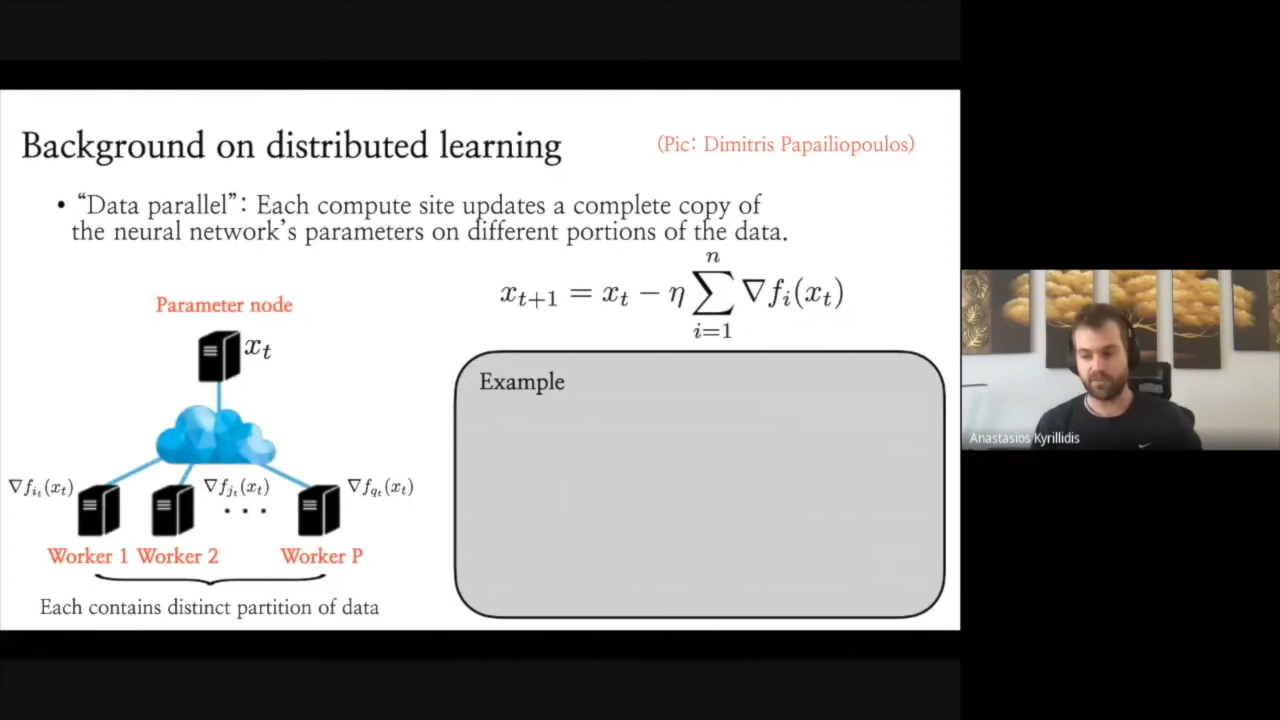 Background on distributed learning
(Pic: Dimitris Papailiopoulos)
• “Data parallel”: Each compute site updates a complete copy of
the neural network’s parameters on different portions of the data.
x_{t+1} = x_t − η ∑_{i=1}^{n} ∇f_i(x_t)
Parameter node
x_t
∇f_{i_t}(x_t)
∇f_{j_t}(x_t)
∇f_{q_t}(x_t)
· · ·
Worker 1 Worker 2 Worker P
Each contains distinct partition of data
Example
Anastasios Kyrillidis